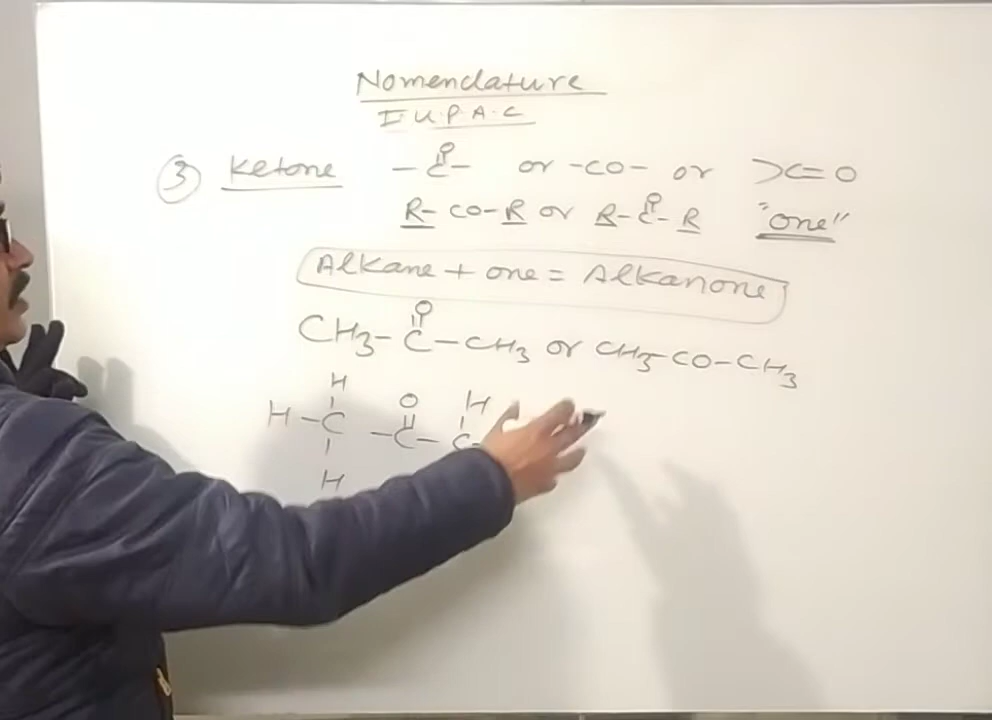 Nomenclature
I.U.P.A.C
③ Ketone -C(=O)- or -CO- or >C=O
R-CO-R or R-C(=O)-R "one"
Alkane + one = Alkanone
CH3-C(=O)-CH3 or CH3-CO-CH3
H O H
H-C -C- C-
H